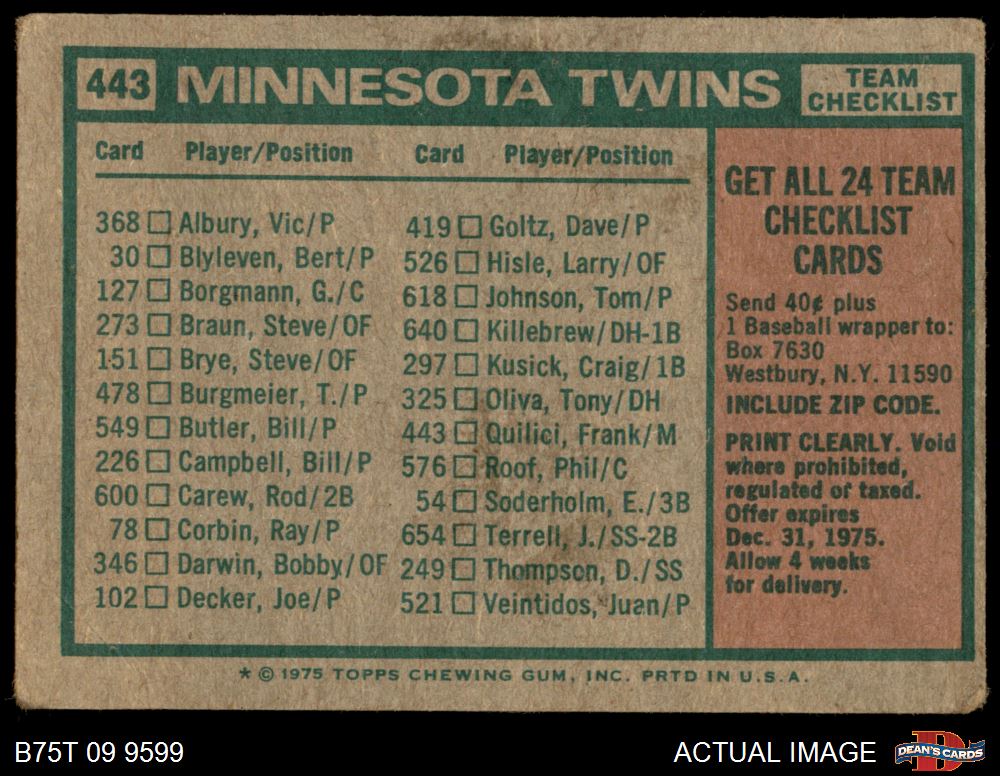 443 MINNESOTA TWINS TEAM CHECKLIST
Card Player/Position
368 Albury, Vic/P
30 Blyleven, Bert/P
127 Borgmann, G./C
273 Braun, Steve/OF
151 Brye, Steve/OF
478 Burgmeier, T./P
549 Butler, Bill/P
226 Campbell, Bill/P
600 Carew, Rod/2B
78 Corbin, Ray/P
346 Darwin, Bobby/OF
102 Decker, Joe/P
Card Player/Position
419 Goltz, Dave/P
526 Hisle, Larry/OF
618 Johnson, Tom/P
640 Killebrew/DH-1B
297 Kusick, Craig/1B
325 Oliva, Tony/DH
443 Quilici, Frank/M
576 Roof, Phil/C
54 Soderholm, E./3B
654 Terrell, J./SS-2B
249 Thompson, D./SS
521 Veintidos, Juan/P
GET ALL 24 TEAM
CHECKLIST
CARDS
Send 40¢ plus
1 Baseball wrapper to:
Box 7630
Westbury, N.Y. 11590
INCLUDE ZIP CODE.
PRINT CLEARLY. Void
where prohibited,
regulated or taxed.
Offer expires
Dec. 31, 1975.
Allow 4 weeks
for delivery.
* © 1975 TOPPS CHEWING GUM, INC. PRTD IN U.S.A.
B75T 09 9599
ACTUAL IMAGE
DEAN'S CARDS